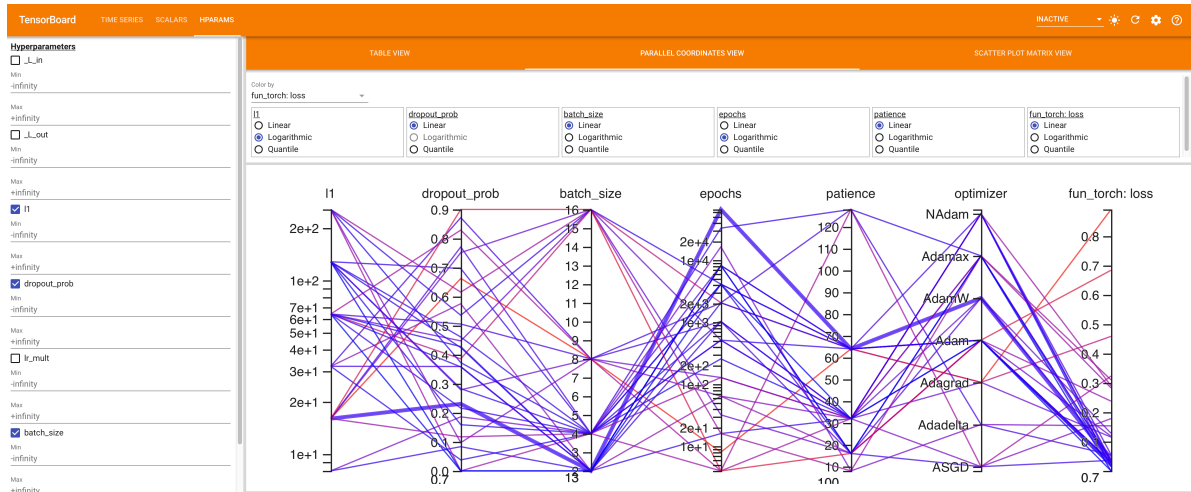 TensorBoard TIME SERIES SCALARS HPARAMS INACTIVE
TABLE VIEW PARALLEL COORDINATES VIEW SCATTER PLOT MATRIX VIEW
Hyperparameters
_L_in
Min
-infinity
Max
+infinity
_L_out
Min
-infinity
Max
+infinity
l1
Min
-infinity
Max
+infinity
dropout_prob
Min
-infinity
Max
+infinity
lr_mult
Min
-infinity
Max
+infinity
batch_size
Min
-infinity
Max
+infinity
Color by
fun_torch: loss
l1
Linear
Logarithmic
Quantile
dropout_prob
Linear
Logarithmic
Quantile
batch_size
Linear
Logarithmic
Quantile
epochs
Linear
Logarithmic
Quantile
patience
Linear
Logarithmic
Quantile
fun_torch: loss
Linear
Logarithmic
Quantile
l1
2e+2
1e+2
7e+1
6e+1
5e+1
4e+1
3e+1
2e+1
1e+1
dropout_prob
0.9
0.8
0.7
0.6
0.5
0.4
0.3
0.2
0.1
0.0
0.7
batch_size
16
15
14
13
12
11
10
9
8
7
6
5
4
3
2
13
epochs
2e+4
1e+4
2e+3
1e+3
2e+2
1e+2
2e+1
1e+1
patience
120
110
100
90
80
70
60
50
40
30
20
10
100
optimizer
NAdam
Adamax
AdamW
Adam
Adagrad
Adadelta
ASGD
fun_torch: loss
0.8
0.7
0.6
0.5
0.4
0.3
0.2
0.1
0.7